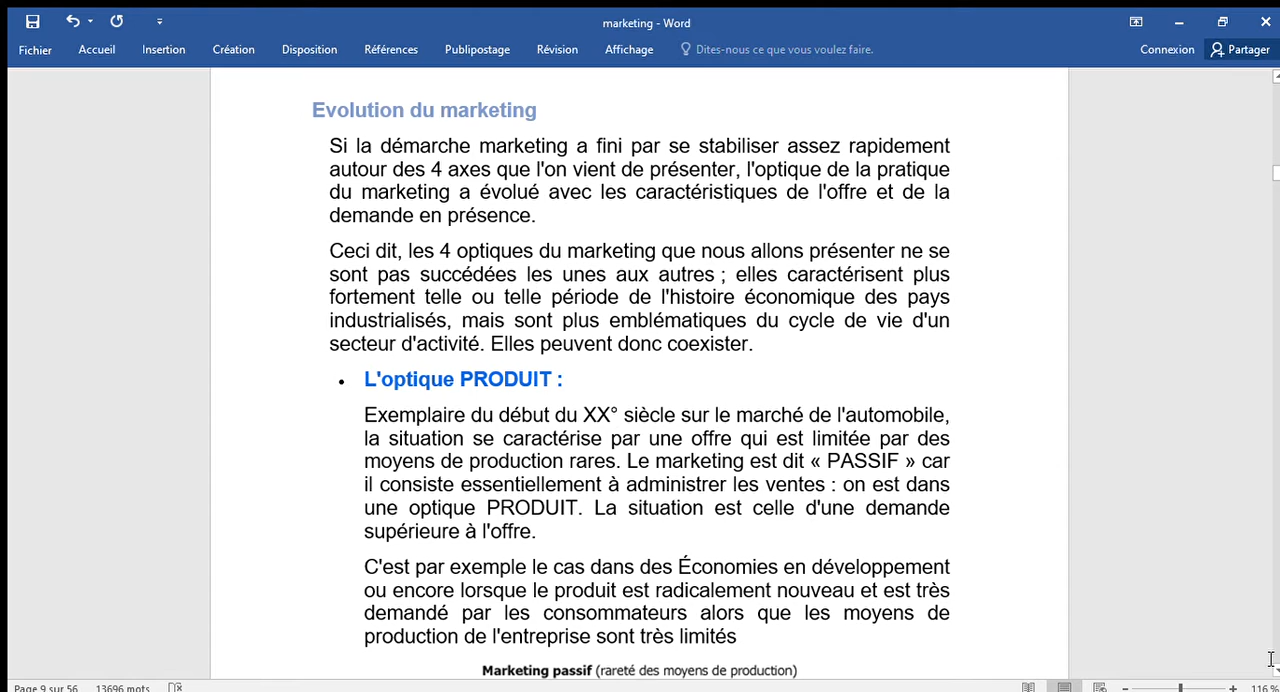 marketing - Word
Fichier Accueil Insertion Création Disposition Références Publipostage Révision Affichage Dites-nous ce que vous voulez faire. Connexion Partager
Evolution du marketing
Si la démarche marketing a fini par se stabiliser assez rapidement
autour des 4 axes que l'on vient de présenter, l'optique de la pratique
du marketing a évolué avec les caractéristiques de l'offre et de la
demande en présence.
Ceci dit, les 4 optiques du marketing que nous allons présenter ne se
sont pas succédées les unes aux autres ; elles caractérisent plus
fortement telle ou telle période de l'histoire économique des pays
industrialisés, mais sont plus emblématiques du cycle de vie d'un
secteur d'activité. Elles peuvent donc coexister.
• L'optique PRODUIT :
Exemplaire du début du XX° siècle sur le marché de l'automobile,
la situation se caractérise par une offre qui est limitée par des
moyens de production rares. Le marketing est dit « PASSIF » car
il consiste essentiellement à administrer les ventes : on est dans
une optique PRODUIT. La situation est celle d'une demande
supérieure à l'offre.
C'est par exemple le cas dans des Économies en développement
ou encore lorsque le produit est radicalement nouveau et est très
demandé par les consommateurs alors que les moyens de
production de l'entreprise sont très limités
Marketing passif (rareté des moyens de production)
Page 9 sur 56 13696 mots 116 %